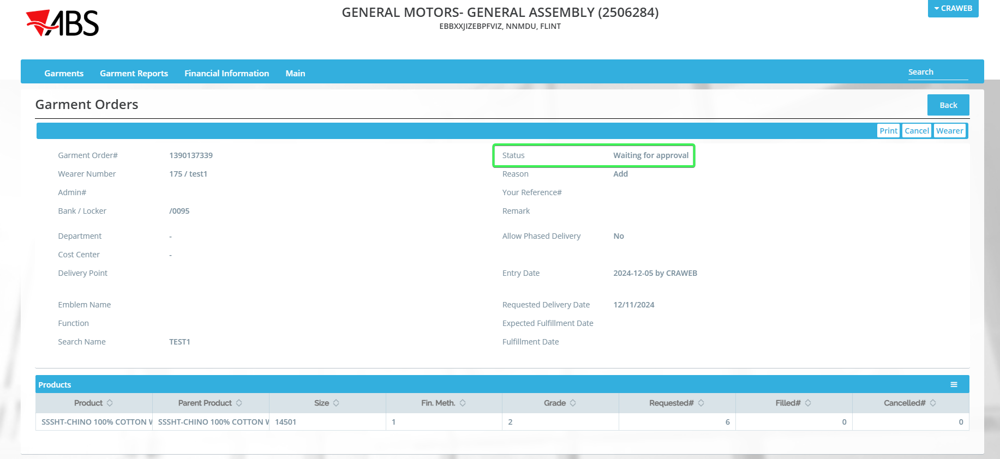 ABS
GENERAL MOTORS- GENERAL ASSEMBLY (2506284)
EBBXXJIZEBPFVIZ, NNMDU, FLINT
CRAWEB
Garments Garment Reports Financial Information Main Search
Garment Orders Back
Print Cancel Wearer
Garment Order# 1390137339 Status Waiting for approval
Wearer Number 175 / test1 Reason Add
Admin# Your Reference#
Bank / Locker /0095 Remark
Department - Allow Phased Delivery No
Cost Center -
Delivery Point Entry Date 2024-12-05 by CRAWEB
Emblem Name Requested Delivery Date 12/11/2024
Function Expected Fulfillment Date
Search Name TEST1 Fulfillment Date
Products
Product Parent Product Size Fin. Meth. Grade Requested# Filled# Cancelled#
SSSHT-CHINO 100% COTTON SSSHT-CHINO 100% COTTON 14501 1 2 6 0 0